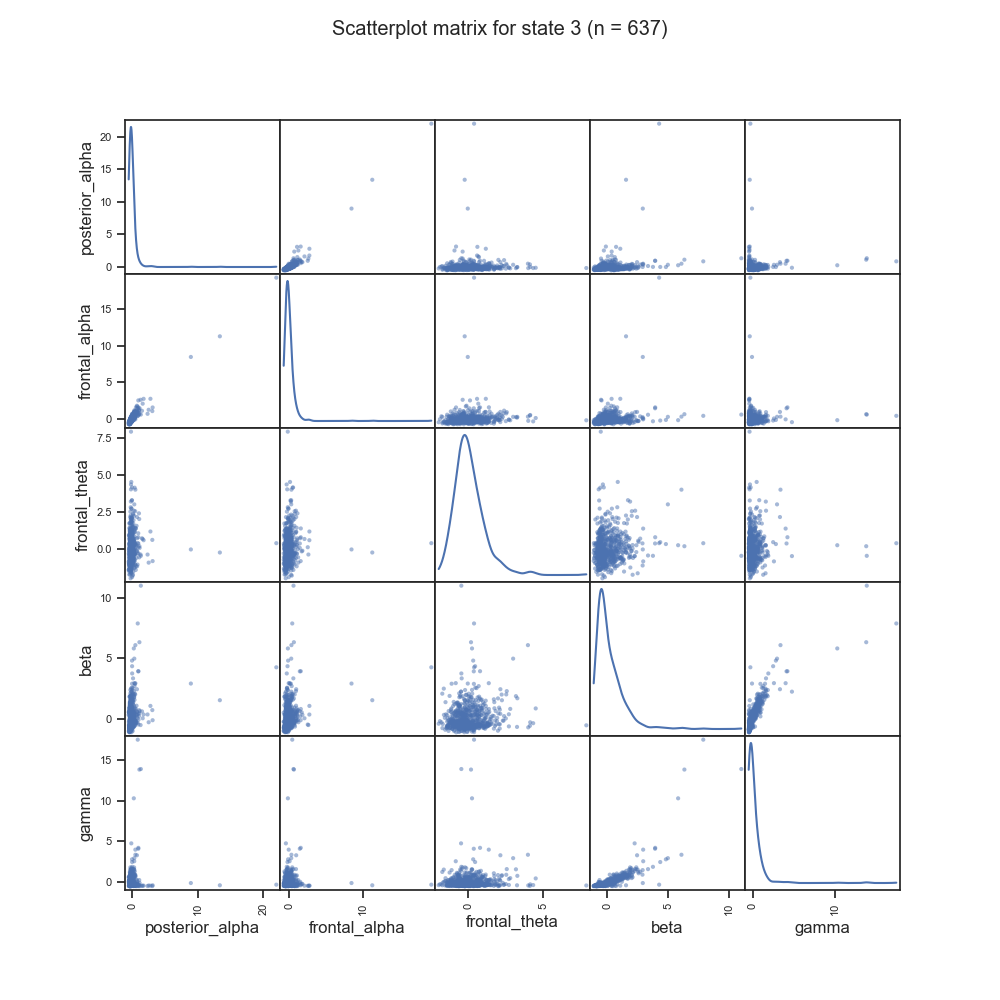 Scatterplot matrix for state 3 (n = 637)
posterior_alpha
20
15
10
5
0
frontal_alpha
15
10
5
0
frontal_theta
7.5
5.0
2.5
0.0
beta
10
5
0
gamma
15
10
5
0
0 10 20 0 10 0 5 0 5 10 0 10
posterior_alpha frontal_alpha frontal_theta beta gamma